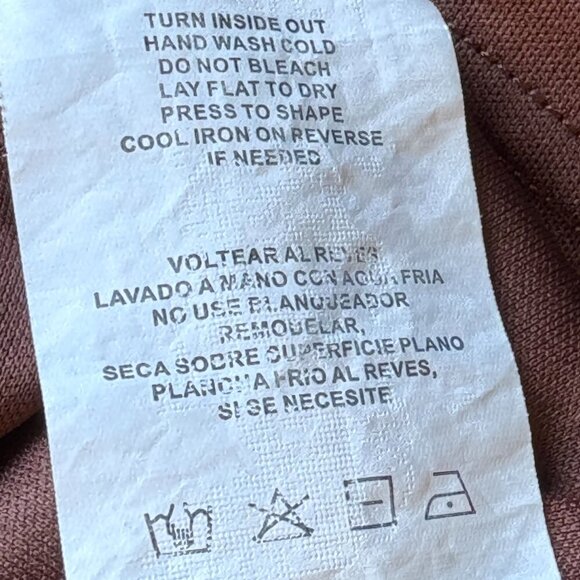 TURN INSIDE OUT
HAND WASH COLD
DO NOT BLEACH
LAY FLAT TO DRY
PRESS TO SHAPE
COOL IRON ON REVERSE
IF NEEDED
VOLTEAR AL REVES
LAVADO A MANO CON AGUA FRIA
NO USE BLANQUEADOR
REMODELAR,
SECA SOBRE SUPERFICIE PLANO
PLANCHA FRIO AL REVES,
SI SE NECESITE